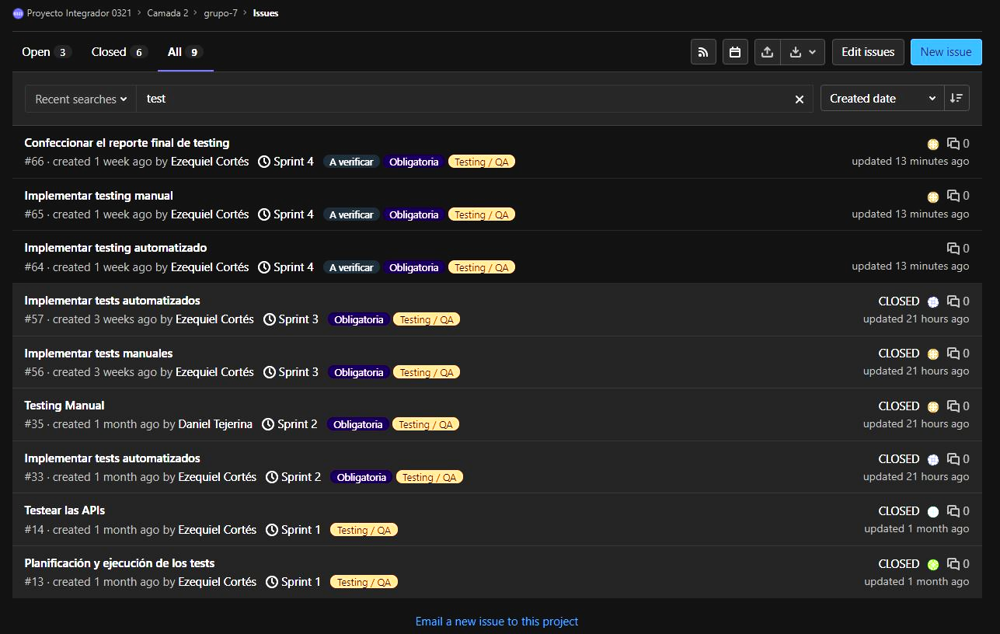 Proyecto Integrador 0321 > Camada 2 > grupo-7 > Issues
Open 3 Closed 6 All 9 Edit issues New issue
Recent searches test Created date
Confeccionar el reporte final de testing 0
#66 · created 1 week ago by Ezequiel Cortés Sprint 4 A verificar Obligatoria Testing / QA updated 13 minutes ago
Implementar testing manual 0
#65 · created 1 week ago by Ezequiel Cortés Sprint 4 A verificar Obligatoria Testing / QA updated 13 minutes ago
Implementar testing automatizado 0
#64 · created 1 week ago by Ezequiel Cortés Sprint 4 A verificar Obligatoria Testing / QA updated 13 minutes ago
Implementar tests automatizados CLOSED 0
#57 · created 3 weeks ago by Ezequiel Cortés Sprint 3 Obligatoria Testing / QA updated 21 hours ago
Implementar tests manuales CLOSED 0
#56 · created 3 weeks ago by Ezequiel Cortés Sprint 3 Obligatoria Testing / QA updated 21 hours ago
Testing Manual CLOSED 0
#35 · created 1 month ago by Daniel Tejerina Sprint 2 Obligatoria Testing / QA updated 21 hours ago
Implementar tests automatizados CLOSED 0
#33 · created 1 month ago by Ezequiel Cortés Sprint 2 Obligatoria Testing / QA updated 21 hours ago
Testear las APIs CLOSED 0
#14 · created 1 month ago by Ezequiel Cortés Sprint 1 Testing / QA updated 1 month ago
Planificación y ejecución de los tests CLOSED 0
#13 · created 1 month ago by Ezequiel Cortés Sprint 1 Testing / QA updated 1 month ago
Email a new issue to this project